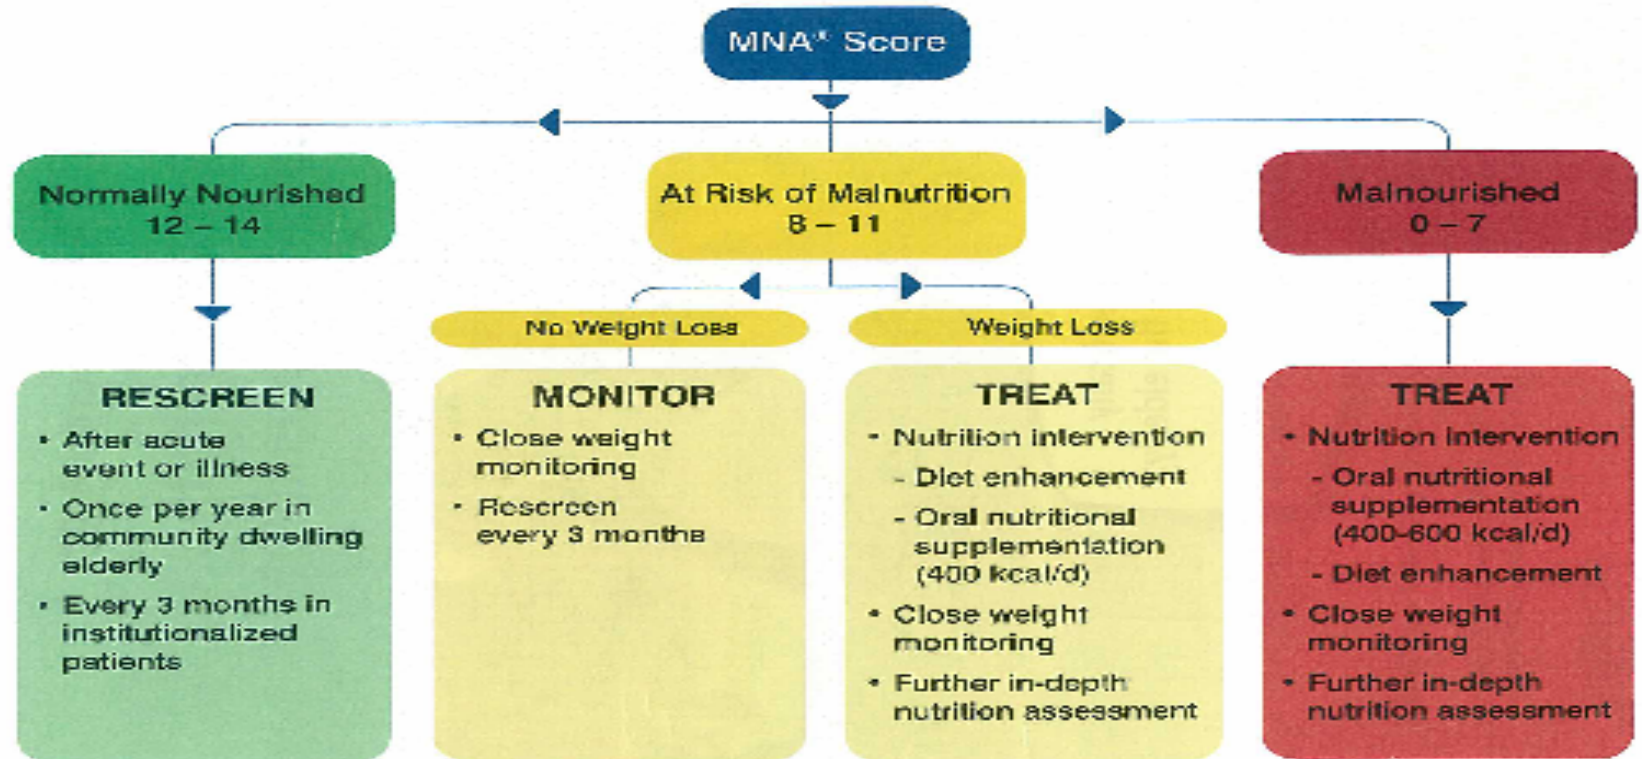 MNA® Score
Normally Nourished
12 – 14
At Risk of Malnutrition
8 – 11
Malnourished
0 – 7
No Weight Loss
Weight Loss
RESCREEN
• After acute
event or illness
• Once per year in
community dwelling
elderly
• Every 3 months in
institutionalized
patients
MONITOR
• Close weight
monitoring
• Rescreen
every 3 months
TREAT
• Nutrition intervention
- Diet enhancement
- Oral nutritional
supplementation
(400 kcal/d)
• Close weight
monitoring
• Further in-depth
nutrition assessment
TREAT
• Nutrition intervention
- Oral nutritional
supplementation
(400-600 kcal/d)
- Diet enhancement
• Close weight
monitoring
• Further in-depth
nutrition assessment